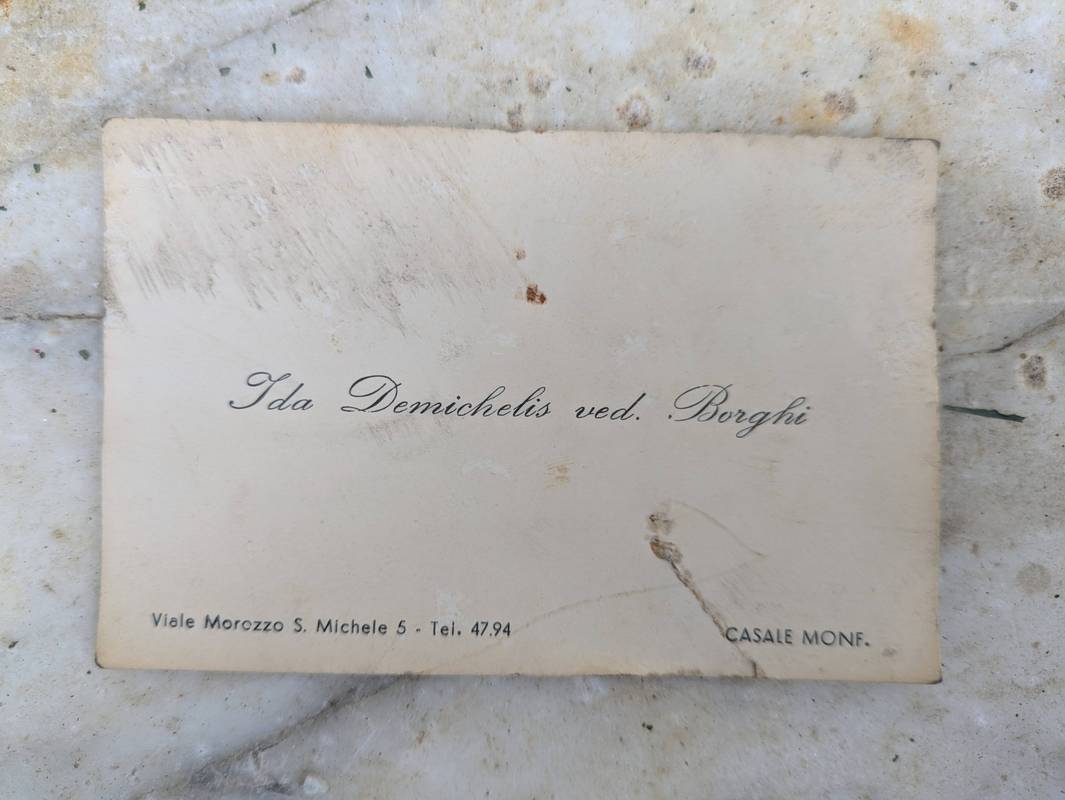 Ida Demichelis ved. Borghi
Viale Morozzo S. Michele 5 - Tel. 47.94
CASALE MONF.